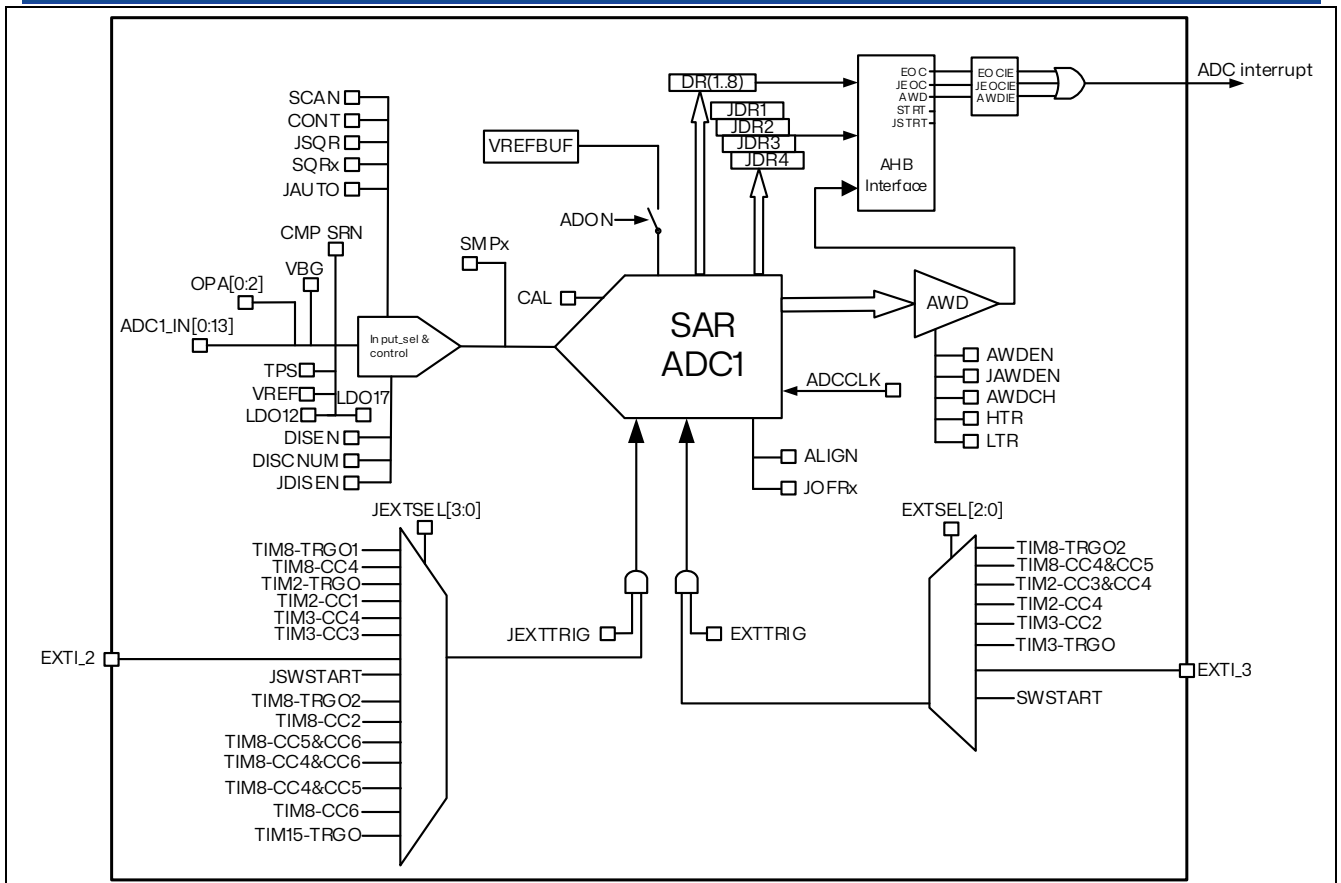 ADC interrupt
EOC
JEOC
AWD
STRT
JSTRT
EOCIE
JEOCIE
AWDIE
AHB
Interface
DR(1..8)
JDR1
JDR2
JDR3
JDR4
SCAN
CONT
JSQR
SQRx
JAUTO
VREFBUF
ADON
CMP SRN
VBG
OPA[0:2]
ADC1_IN[0:13]
SMPx
CAL
Input_sel &
control
SAR
ADC1
AWD
TPS
VREF
LDO17
LDO12
DISEN
DISCNUM
JDISEN
ADCCLK
AWDEN
JAWDEN
AWDCH
HTR
LTR
ALIGN
JOFRx
JEXTSEL[3:0]
EXTSEL[2:0]
TIM8-TRGO1
TIM8-CC4
TIM2-TRGO
TIM2-CC1
TIM3-CC4
TIM3-CC3
EXTI_2
JSWSTART
TIM8-TRGO2
TIM8-CC2
TIM8-CC5&CC6
TIM8-CC4&CC6
TIM8-CC4&CC5
TIM8-CC6
TIM15-TRGO
JEXTTRIG
EXTTRIG
TIM8-TRGO2
TIM8-CC4&CC5
TIM2-CC3&CC4
TIM2-CC4
TIM3-CC2
TIM3-TRGO
EXTI_3
SWSTART